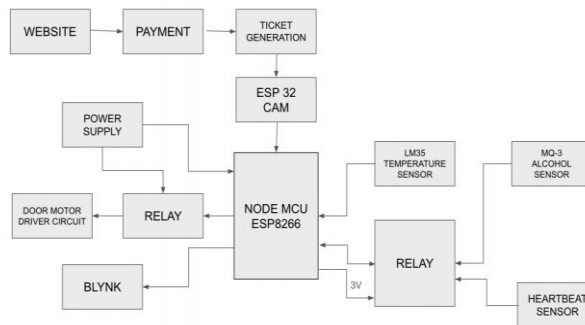 WEBSITE
PAYMENT
TICKET
GENERATION
ESP 32
CAM
POWER
SUPPLY
LM35
TEMPERATURE
SENSOR
MQ-3
ALCOHOL
SENSOR
DOOR MOTOR
DRIVER CIRCUIT
RELAY
NODE MCU
ESP8266
RELAY
BLYNK
3V
HEARTBEAT
SENSOR